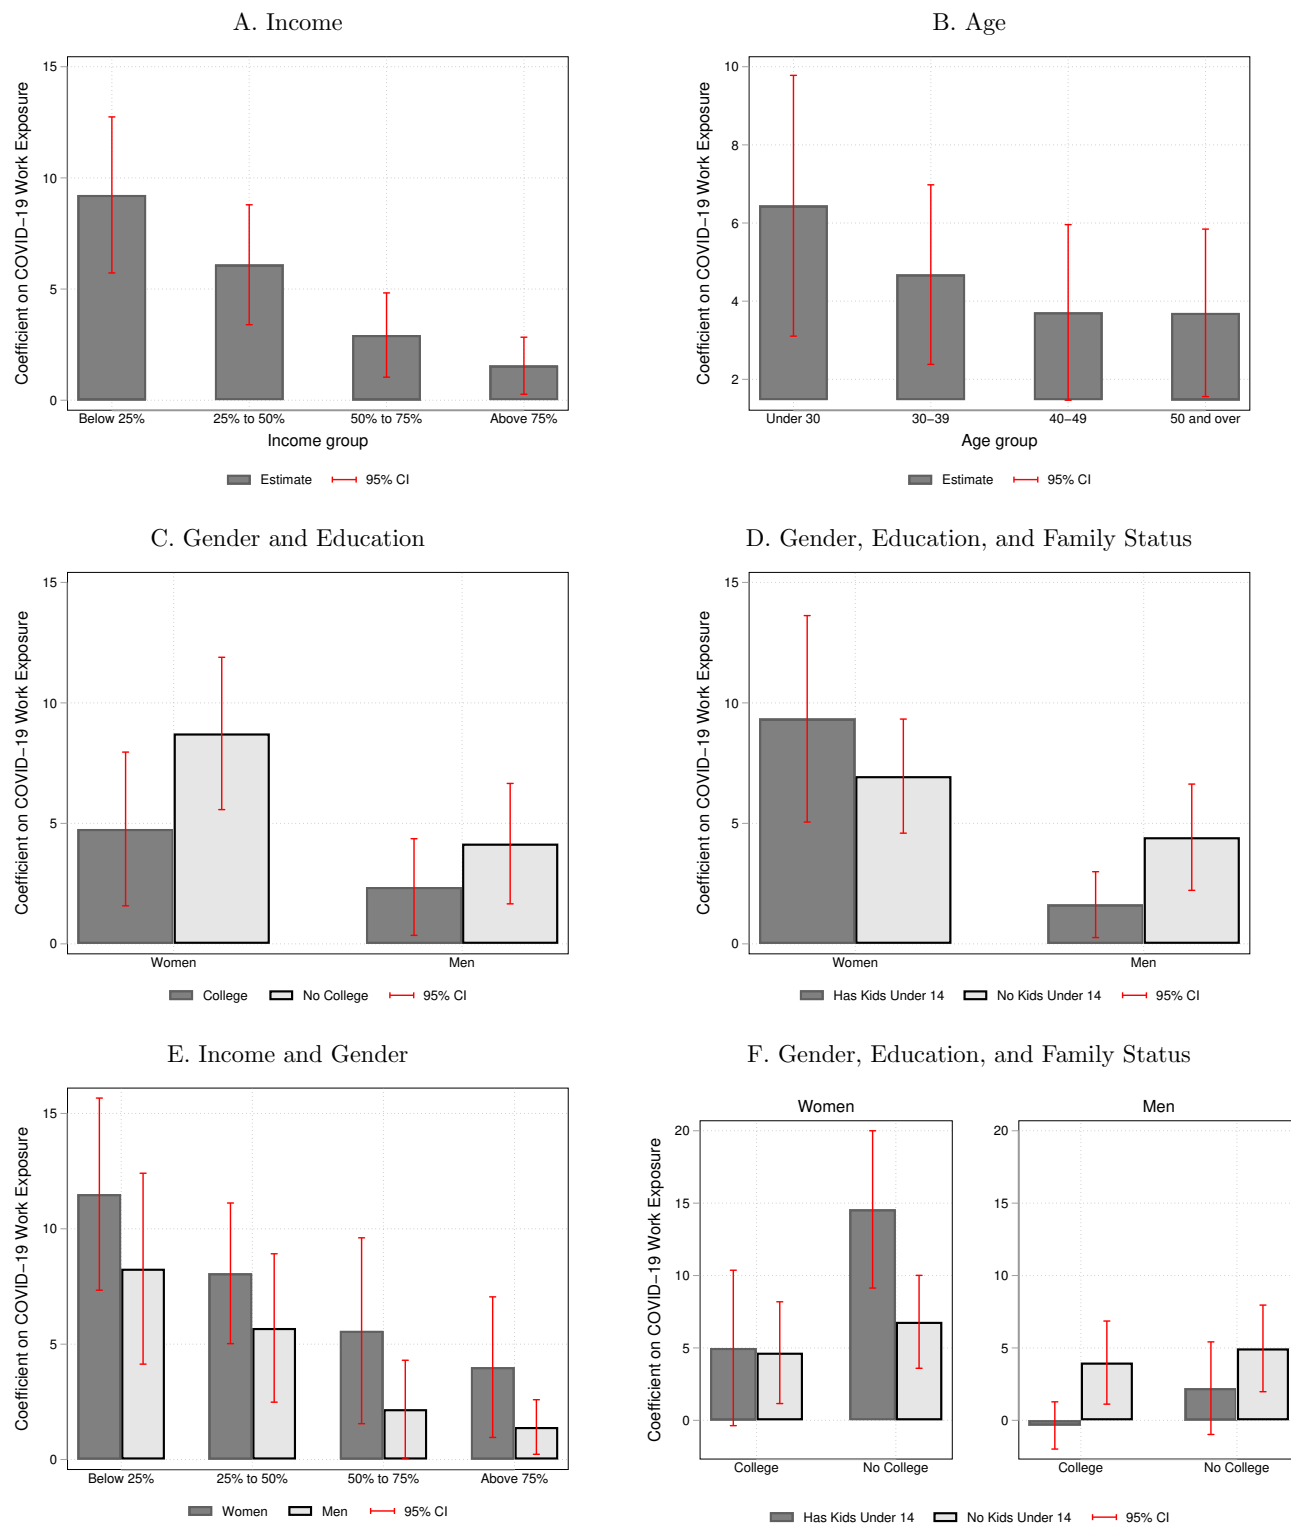 A. Income
Coefficient on COVID−19 Work Exposure
15
10
5
0
Below 25% 25% to 50% 50% to 75% Above 75%
Income group
Estimate 95% CI
B. Age
Coefficient on COVID−19 Work Exposure
10
8
6
4
2
Under 30 30−39 40−49 50 and over
Age group
Estimate 95% CI
C. Gender and Education
Coefficient on COVID−19 Work Exposure
15
10
5
0
Women Men
College No College 95% CI
D. Gender, Education, and Family Status
Coefficient on COVID−19 Work Exposure
15
10
5
0
Women Men
Has Kids Under 14 No Kids Under 14 95% CI
E. Income and Gender
Coefficient on COVID−19 Work Exposure
15
10
5
0
Below 25% 25% to 50% 50% to 75% Above 75%
Women Men 95% CI
F. Gender, Education, and Family Status
Coefficient on COVID−19 Work Exposure
Women
20
15
10
5
0
College No College
Men
20
15
10
5
0
College No College
Has Kids Under 14 No Kids Under 14 95% CI